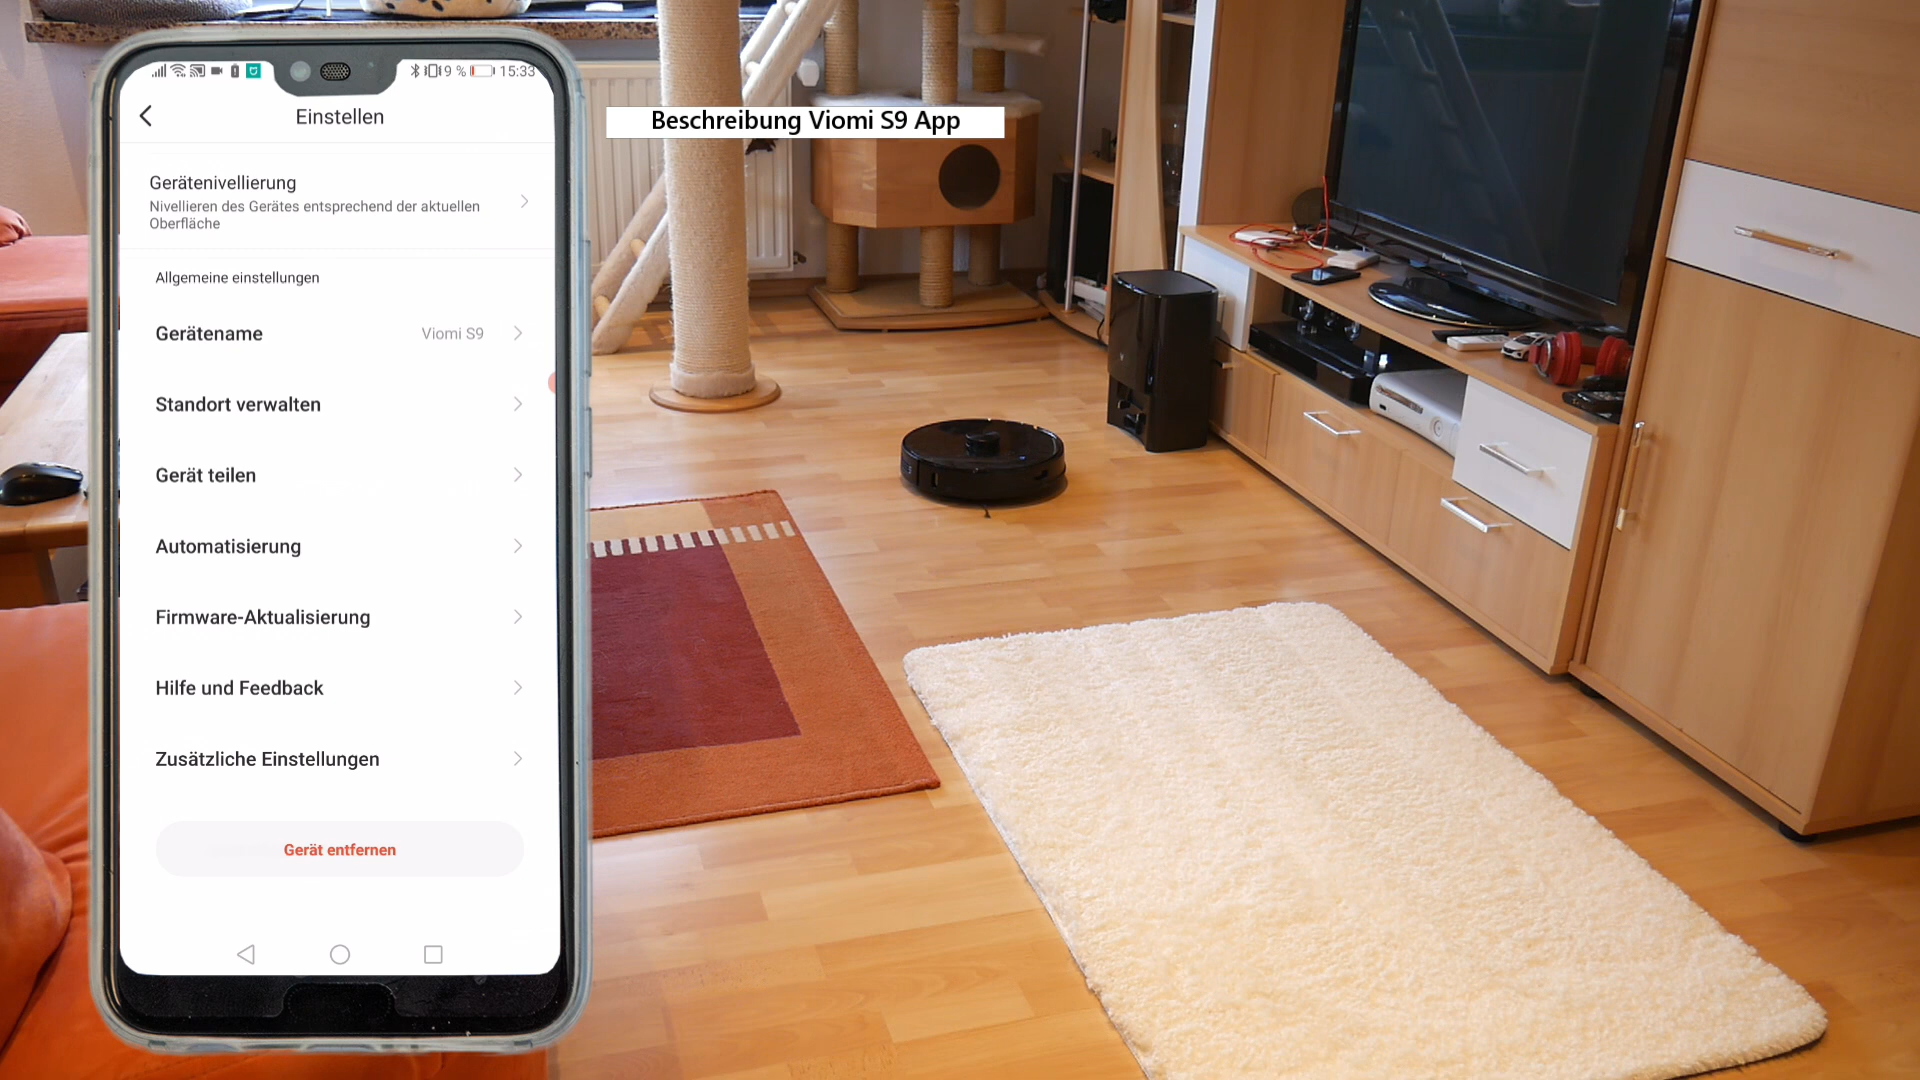 9 % 15:33
Einstellen
Beschreibung Viomi S9 App
Gerätenivellierung
Nivellieren des Gerätes entsprechend der aktuellen
Oberfläche
Allgemeine einstellungen
Gerätename Viomi S9
Standort verwalten
Gerät teilen
Automatisierung
Firmware-Aktualisierung
Hilfe und Feedback
Zusätzliche Einstellungen
Gerät entfernen